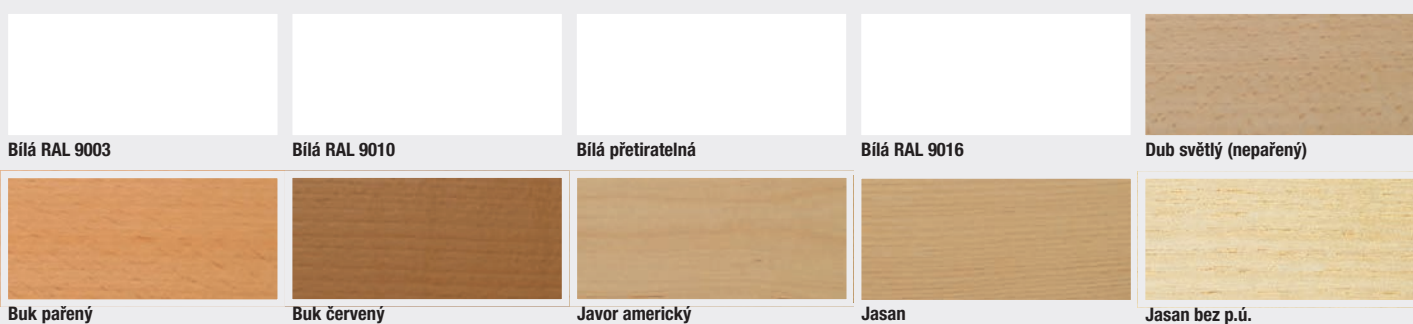 Bílá RAL 9003
Bílá RAL 9010
Bílá přetiratelná
Bílá RAL 9016
Dub světlý (nepařený)
Buk pařený
Buk červený
Javor americký
Jasan
Jasan bez p.ú.